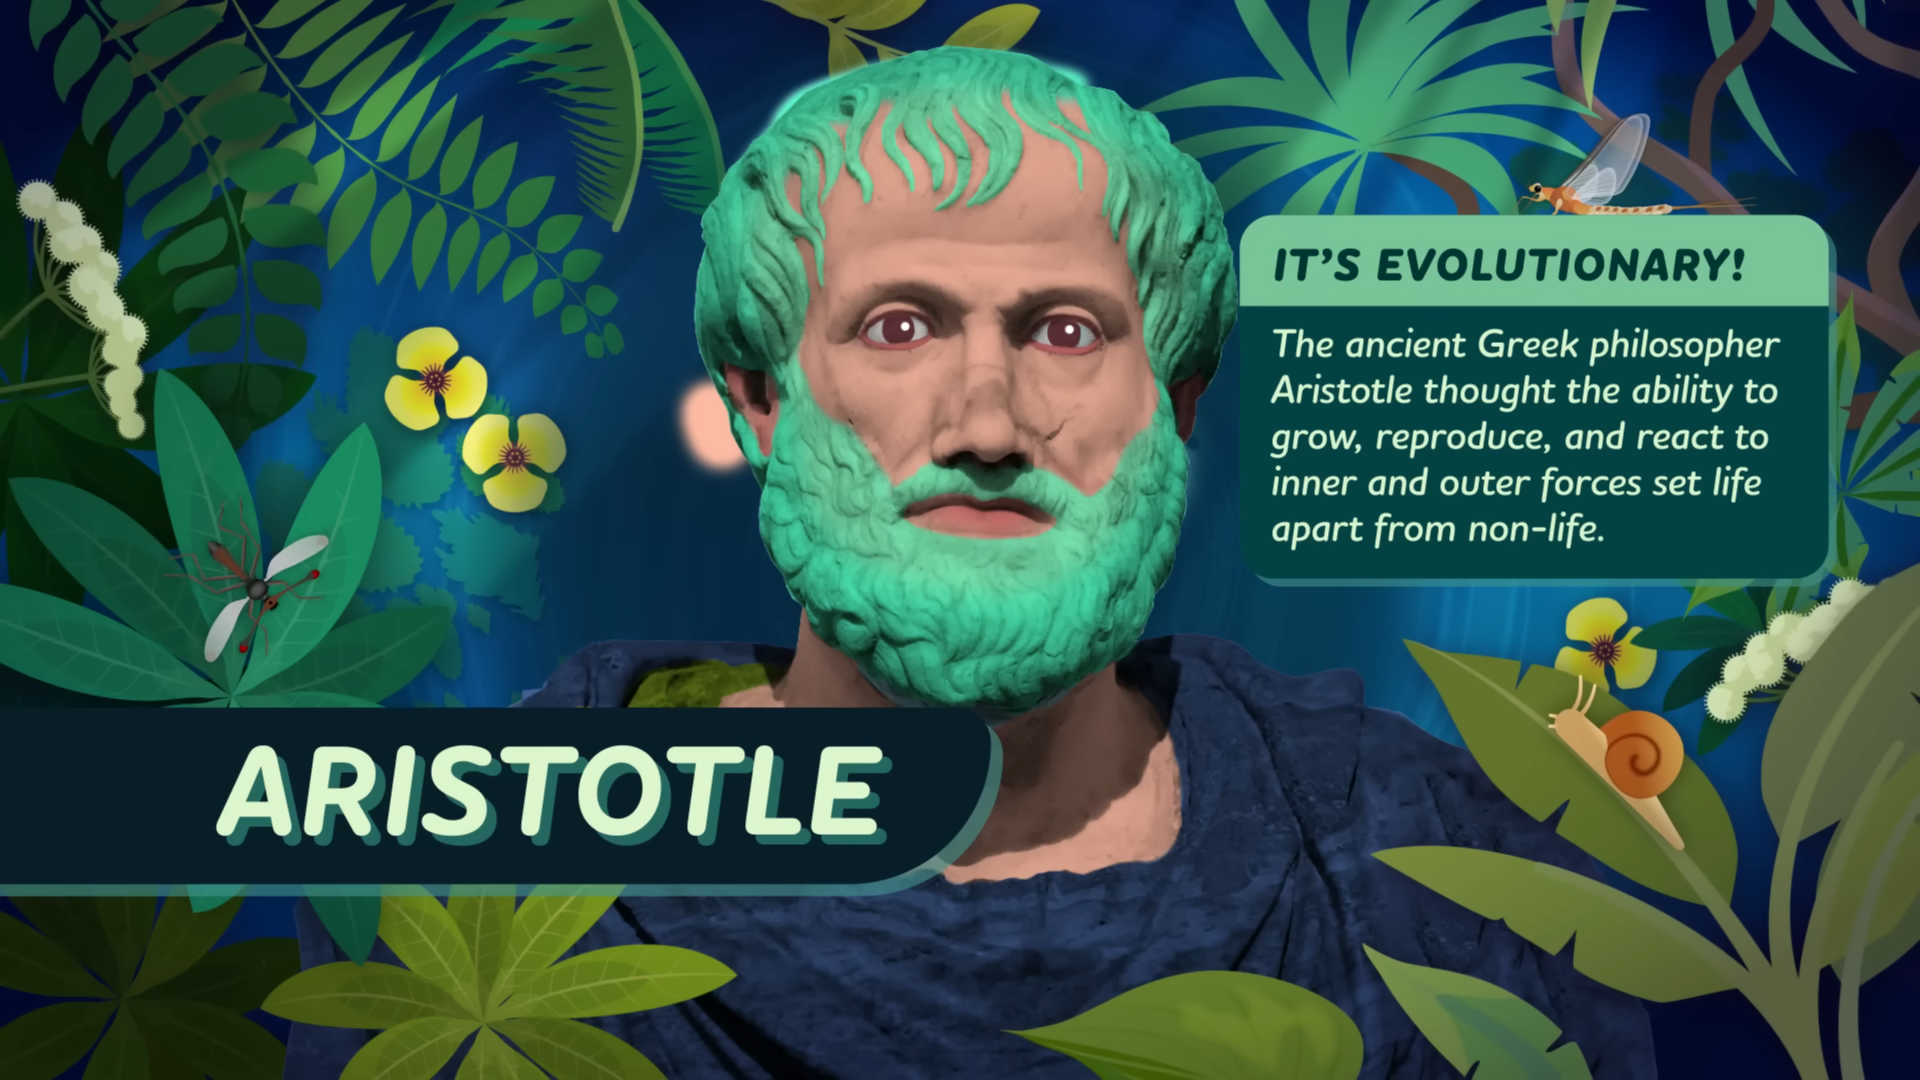 IT'S EVOLUTIONARY!
The ancient Greek philosopher
Aristotle thought the ability to
grow, reproduce, and react to
inner and outer forces set life
apart from non-life.
ARISTOTLE